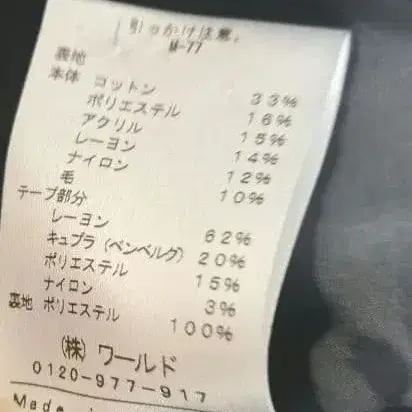 引っかけ注意。
M-77
表地
本体 コットン 33%
ポリエステル 16%
アクリル 15%
レーヨン 14%
ナイロン 12%
毛 10%
テープ部分
レーヨン 62%
キュプラ(ベンベルグ) 20%
ポリエステル 15%
ナイロン 3%
裏地 ポリエステル 100%
(株) ワールド
0120-977-917
Made